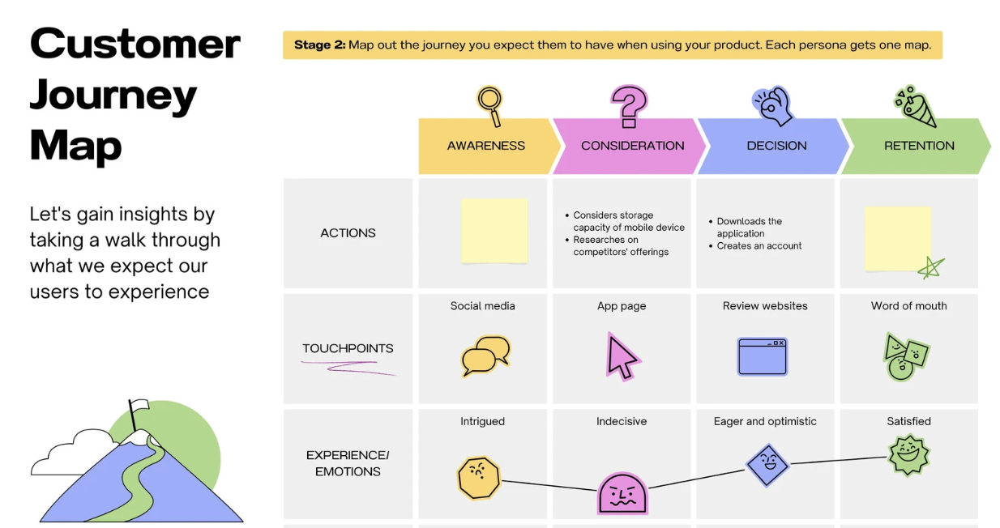 Customer
Journey
Map
Let's gain insights by
taking a walk through
what we expect our
users to experience
Stage 2: Map out the journey you expect them to have when using your product. Each persona gets one map.
AWARENESS
CONSIDERATION
DECISION
RETENTION
ACTIONS
• Considers storage
capacity of mobile device
• Researches on
competitors' offerings
• Downloads the
application
• Creates an account
TOUCHPOINTS
Social media
App page
Review websites
Word of mouth
EXPERIENCE/
EMOTIONS
Intrigued
Indecisive
Eager and optimistic
Satisfied